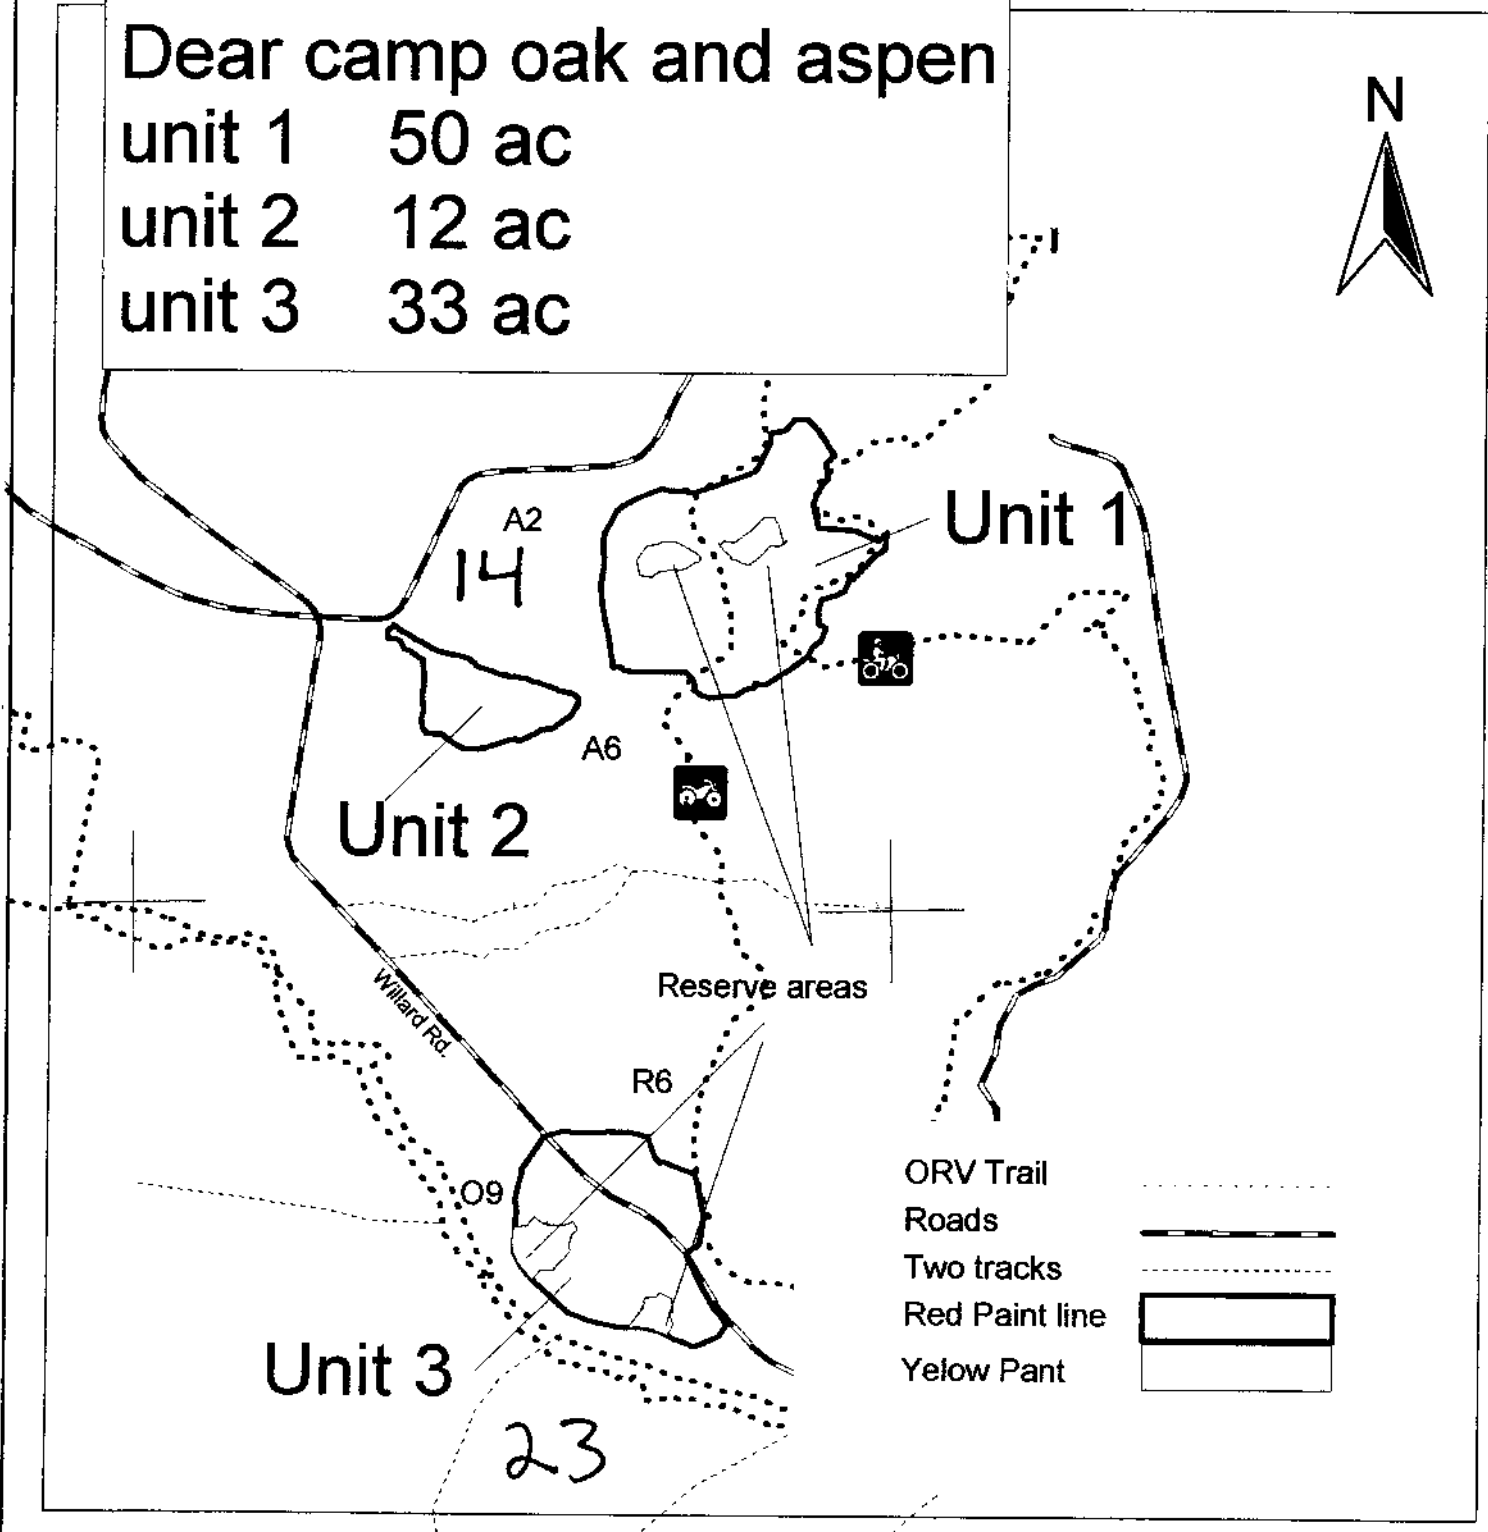 Dear camp oak and aspen
unit 1 50 ac
unit 2 12 ac
unit 3 33 ac
N
A2
14
Unit 1
A6
Unit 2
Reserve areas
Willard Rd.
R6
O9
Unit 3
23
ORV Trail
Roads
Two tracks
Red Paint line
Yelow Pant